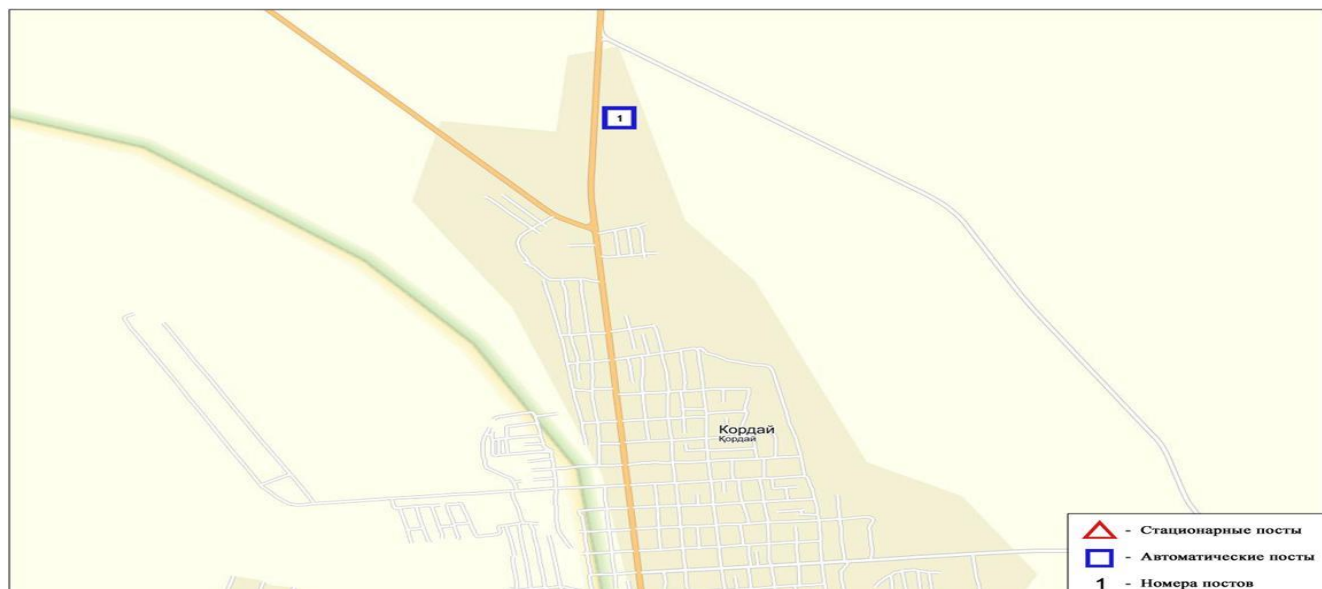 1
Кордай
Қордай
- Стационарные посты
- Автоматические посты
1 - Номера постов